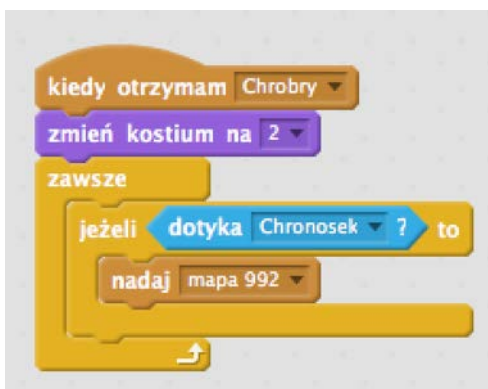 kiedy otrzymam Chrobry
zmień kostium na 2
zawsze
jeżeli dotyka Chronosek ? to
nadaj mapa 992